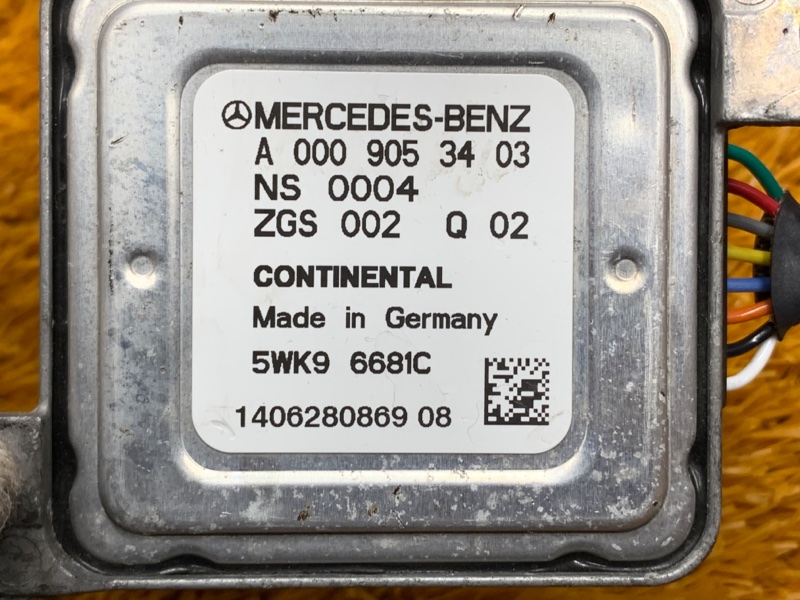 MERCEDES-BENZ
A 000 905 34 03
NS 0004
ZGS 002 Q 02
CONTINENTAL
Made in Germany
5WK9 6681C
1406280869 08